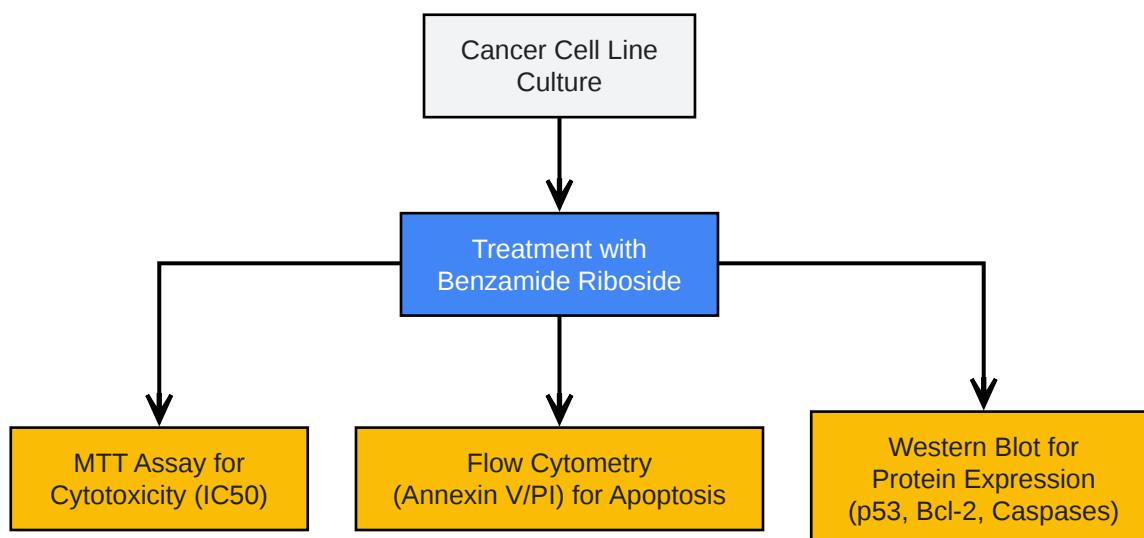 Cancer Cell Line
Culture
Treatment with
Benzamide Riboside
MTT Assay for
Cytotoxicity (IC50)
Flow Cytometry
(Annexin V/PI) for Apoptosis
Western Blot for
Protein Expression
(p53, Bcl-2, Caspases)